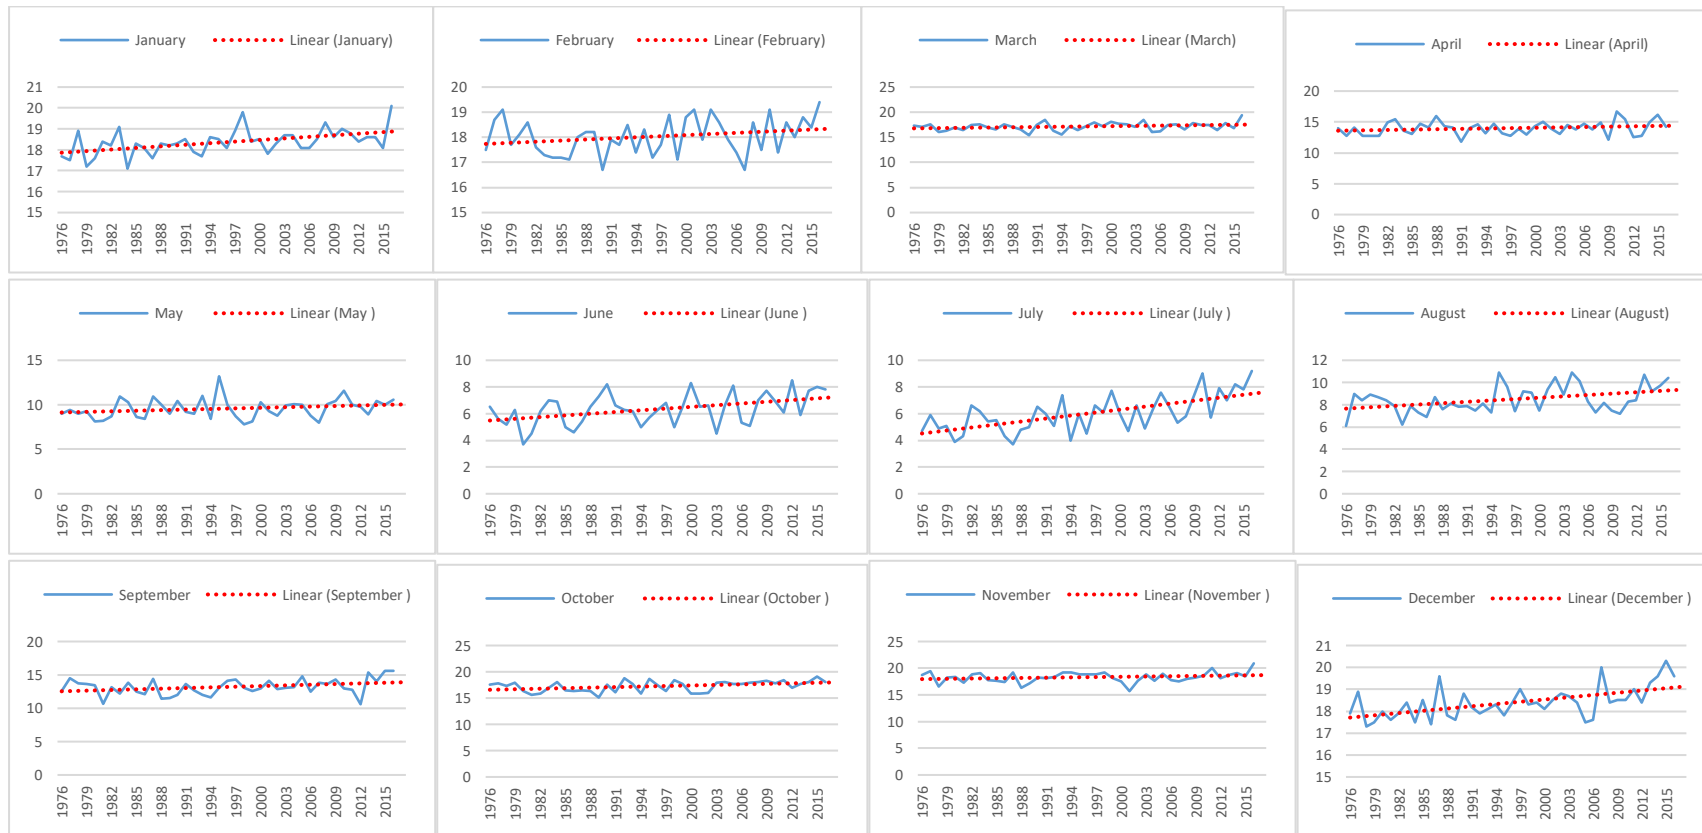 January Linear (January)
21
20
19
18
17
16
15
1976 1979 1982 1985 1988 1991 1994 1997 2000 2003 2006 2009 2012 2015
February Linear (February)
20
19
18
17
16
15
1976 1979 1982 1985 1988 1991 1994 1997 2000 2003 2006 2009 2012 2015
March Linear (March)
25
20
15
10
5
0
1976 1979 1982 1985 1988 1991 1994 1997 2000 2003 2006 2009 2012 2015
April Linear (April)
20
15
10
5
0
1976 1979 1982 1985 1988 1991 1994 1997 2000 2003 2006 2009 2012 2015
May Linear (May )
15
10
5
0
1976 1979 1982 1985 1988 1991 1994 1997 2000 2003 2006 2009 2012 2015
June Linear (June )
10
8
6
4
2
0
1976 1979 1982 1985 1988 1991 1994 1997 2000 2003 2006 2009 2012 2015
July Linear (July )
10
8
6
4
2
0
1976 1979 1982 1985 1988 1991 1994 1997 2000 2003 2006 2009 2012 2015
August Linear (August)
12
10
8
6
4
2
0
1976 1979 1982 1985 1988 1991 1994 1997 2000 2003 2006 2009 2012 2015
September Linear (September )
20
15
10
5
0
1976 1979 1982 1985 1988 1991 1994 1997 2000 2003 2006 2009 2012 2015
October Linear (October )
25
20
15
10
5
0
1976 1979 1982 1985 1988 1991 1994 1997 2000 2003 2006 2009 2012 2015
November Linear (November )
25
20
15
10
5
0
1976 1979 1982 1985 1988 1991 1994 1997 2000 2003 2006 2009 2012 2015
December Linear (December )
21
20
19
18
17
16
15
1976 1979 1982 1985 1988 1991 1994 1997 2000 2003 2006 2009 2012 2015